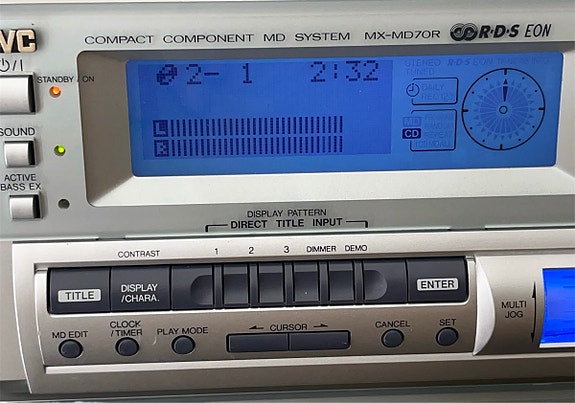 JVC
COMPACT COMPONENT MD SYSTEM MX-MD70R R·D·S EON
⏻/I
STANDBY / ON
2- 1 2:32
L
R
CD
SOUND
ACTIVE
BASS EX.
DISPLAY PATTERN
DIRECT TITLE INPUT
CONTRAST 1 2 3 DIMMER DEMO
TITLE DISPLAY
/CHARA. ENTER
MULTI
JOG
MD EDIT CLOCK
/TIMER PLAY MODE CURSOR CANCEL SET